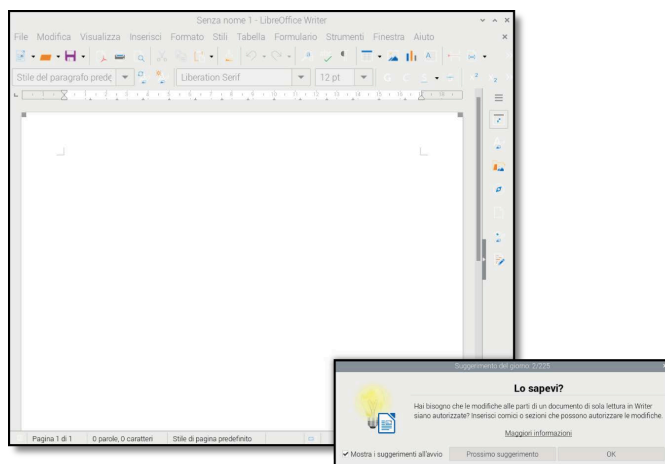 Senza nome 1 - LibreOffice Writer
File Modifica Visualizza Inserisci Formato Stili Tabella Formulario Strumenti Finestra Aiuto
Stile del paragrafo prede Liberation Serif 12 pt G C S
Pagina 1 di 1 0 parole, 0 caratteri Stile di pagina predefinito
Suggerimento del giorno: 2/225
Lo sapevi?
Hai bisogno che le modifiche alle parti di un documento di sola lettura in Writer
siano autorizzate? Inserisci cornici o sezioni che possono autorizzare le modifiche.
Maggiori informazioni
Mostra i suggerimenti all'avvio Prossimo suggerimento OK